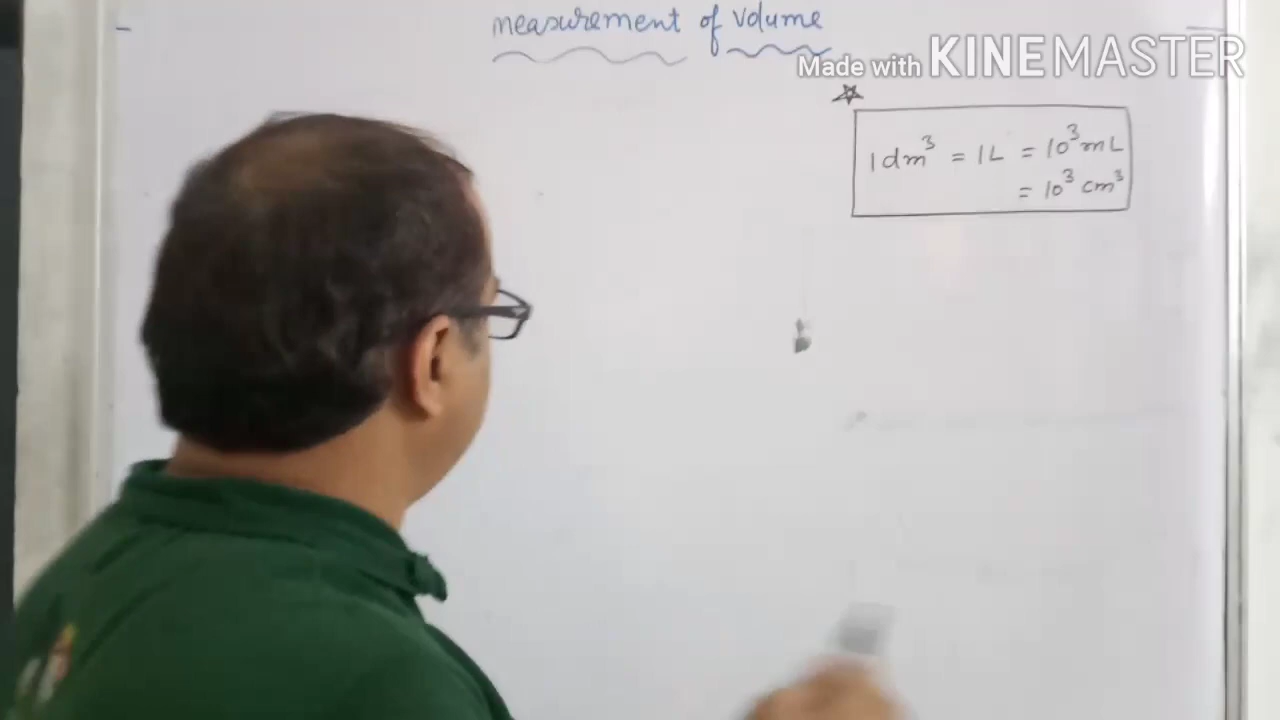 measurement of volume
Made with KINEMASTER
1 dm³ = 1L = 10³ mL
= 10³ cm³